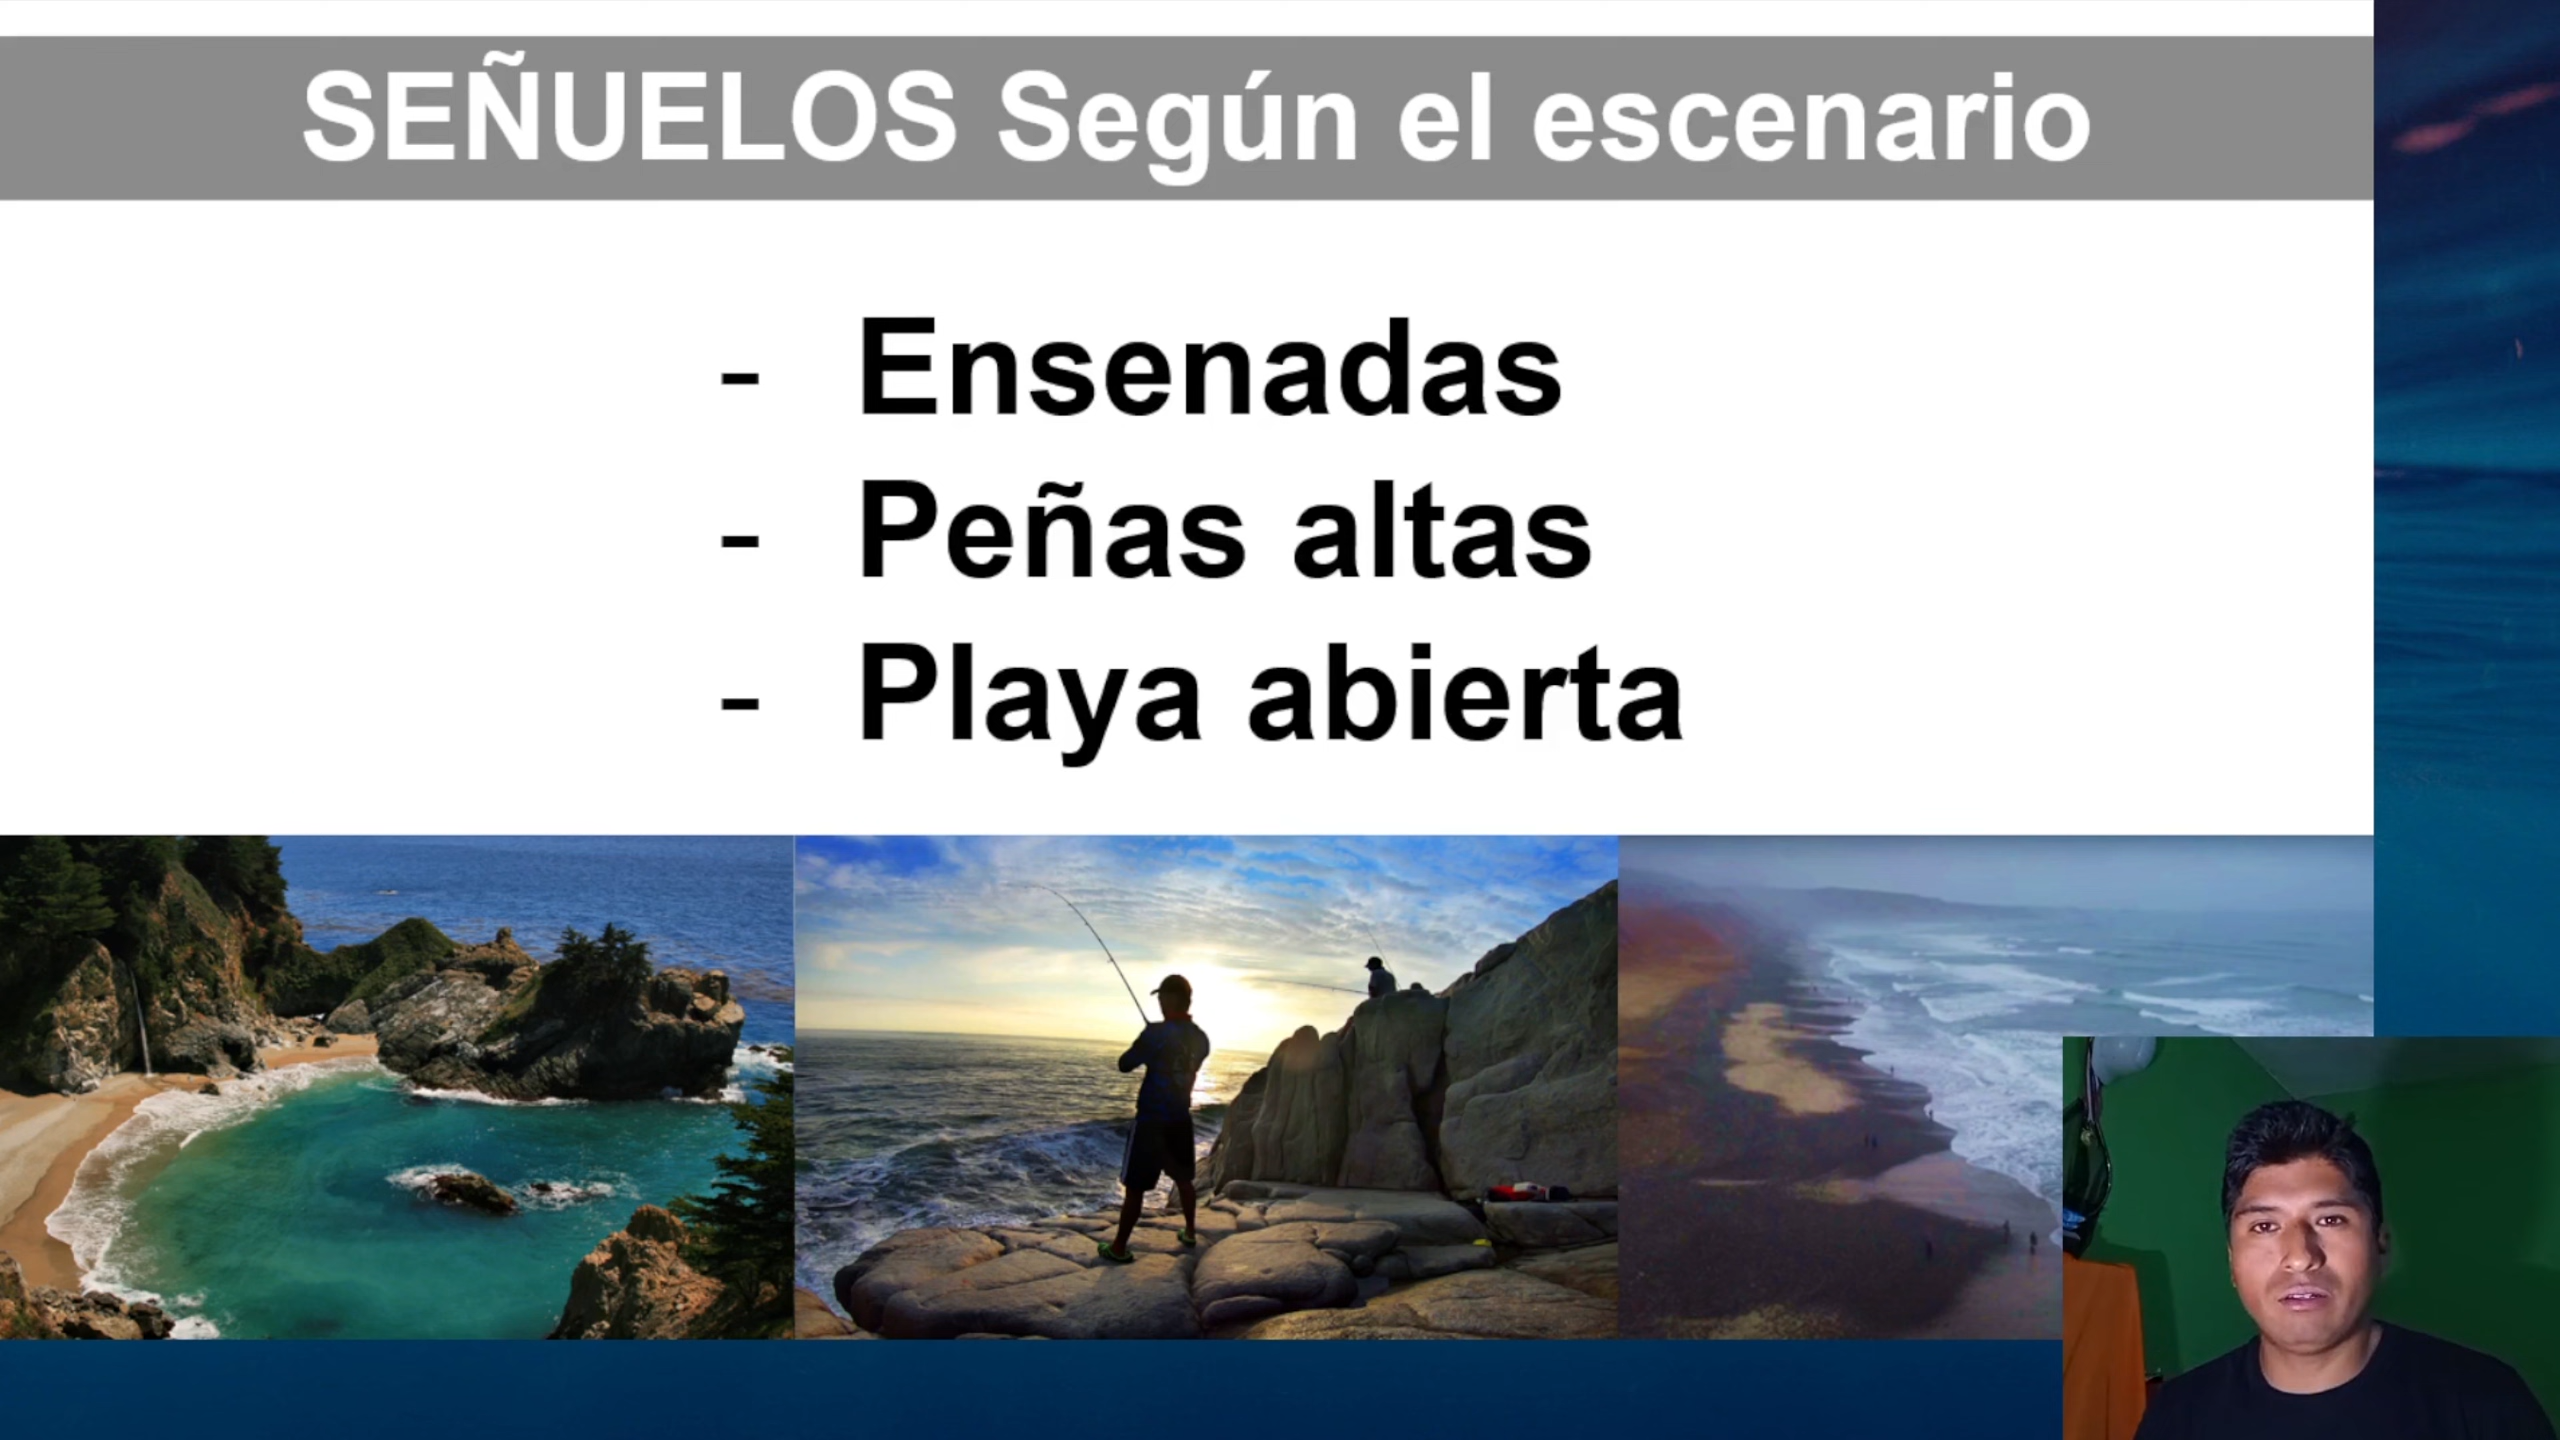 SEÑUELOS Según el escenario
- Ensenadas
- Peñas altas
- Playa abierta